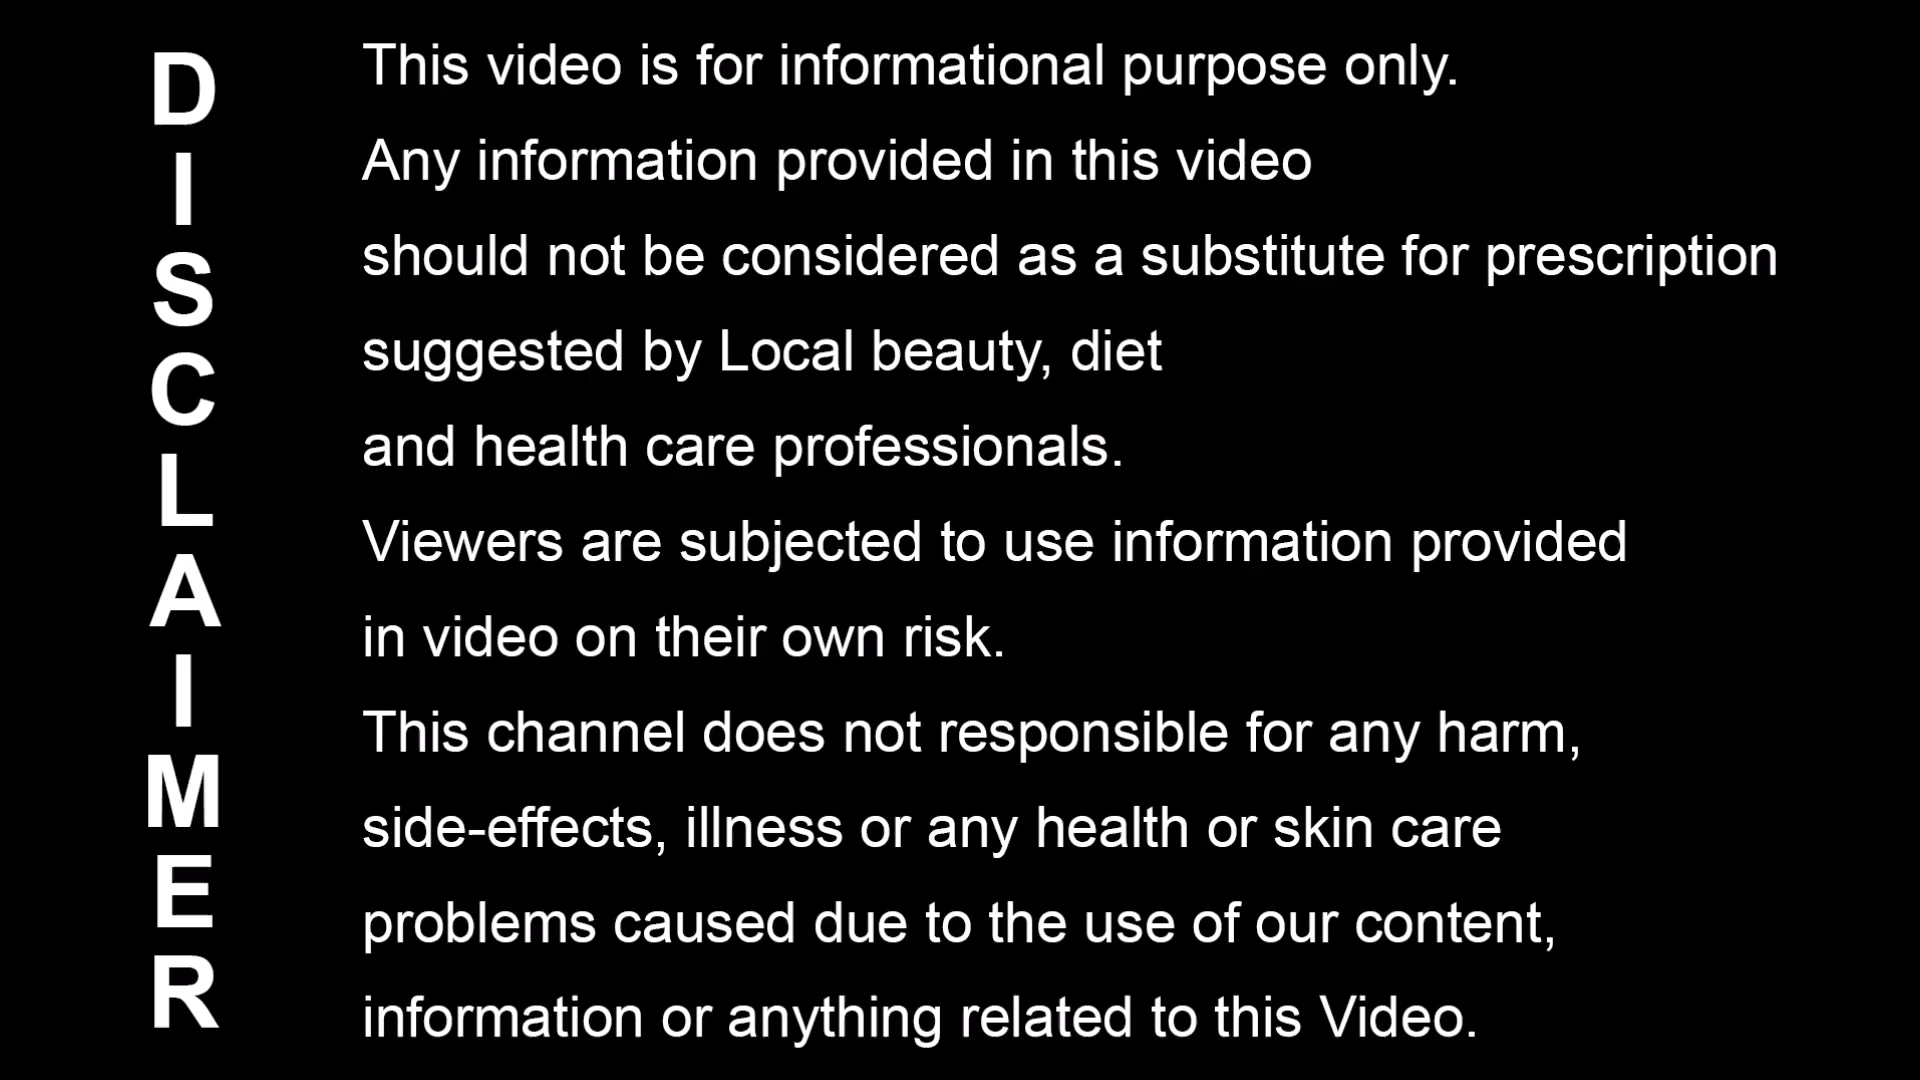 DISCLAIMER
This video is for informational purpose only.
Any information provided in this video
should not be considered as a substitute for prescription
suggested by Local beauty, diet
and health care professionals.
Viewers are subjected to use information provided
in video on their own risk.
This channel does not responsible for any harm,
side-effects, illness or any health or skin care
problems caused due to the use of our content,
information or anything related to this Video.